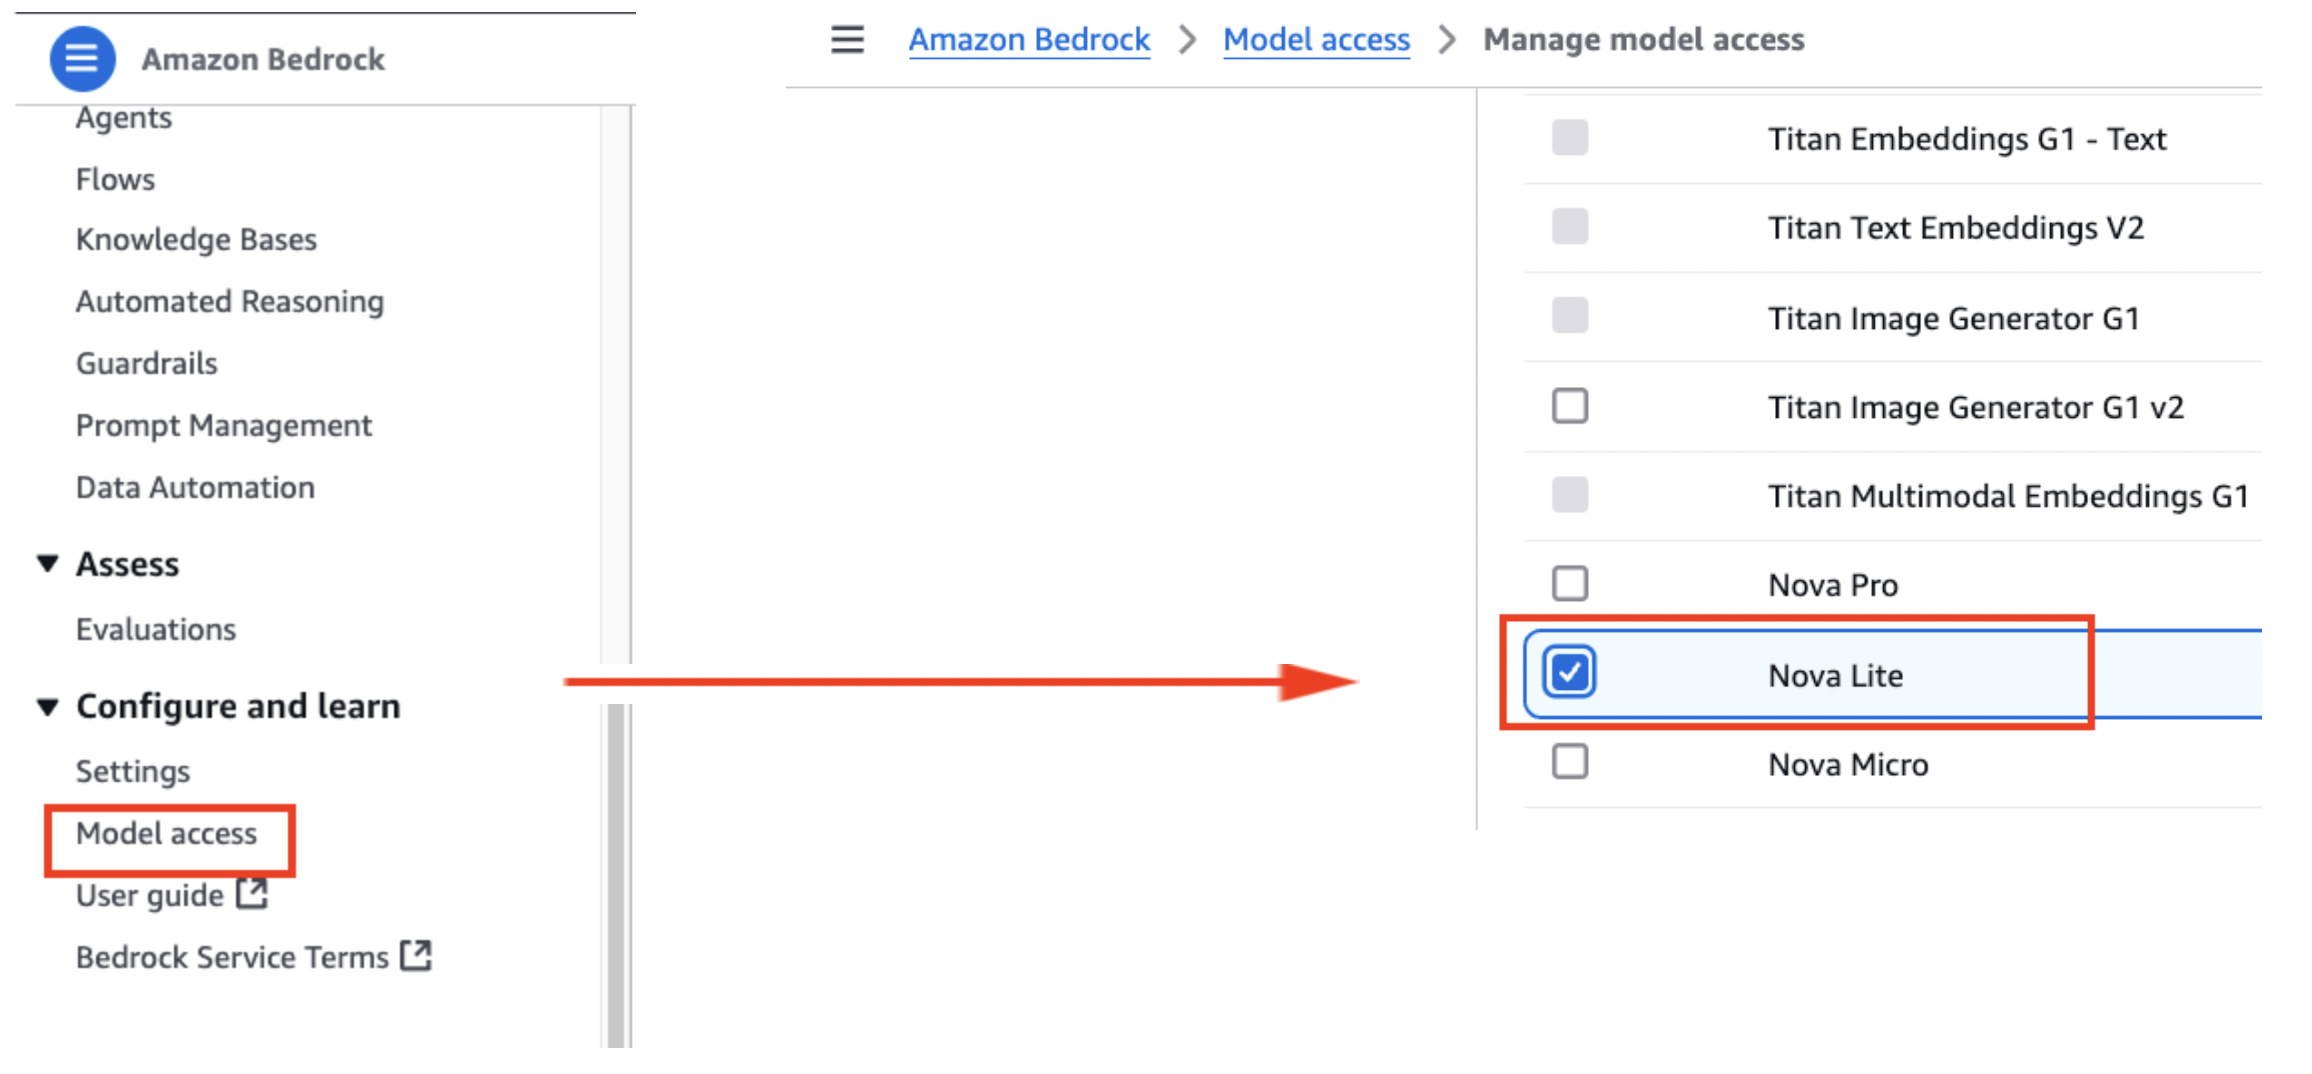 Amazon Bedrock
Agents
Flows
Knowledge Bases
Automated Reasoning
Guardrails
Prompt Management
Data Automation
Assess
Evaluations
Configure and learn
Settings
Model access
User guide
Bedrock Service Terms
Amazon Bedrock > Model access > Manage model access
Titan Embeddings G1 - Text
Titan Text Embeddings V2
Titan Image Generator G1
Titan Image Generator G1 v2
Titan Multimodal Embeddings G1
Nova Pro
Nova Lite
Nova Micro